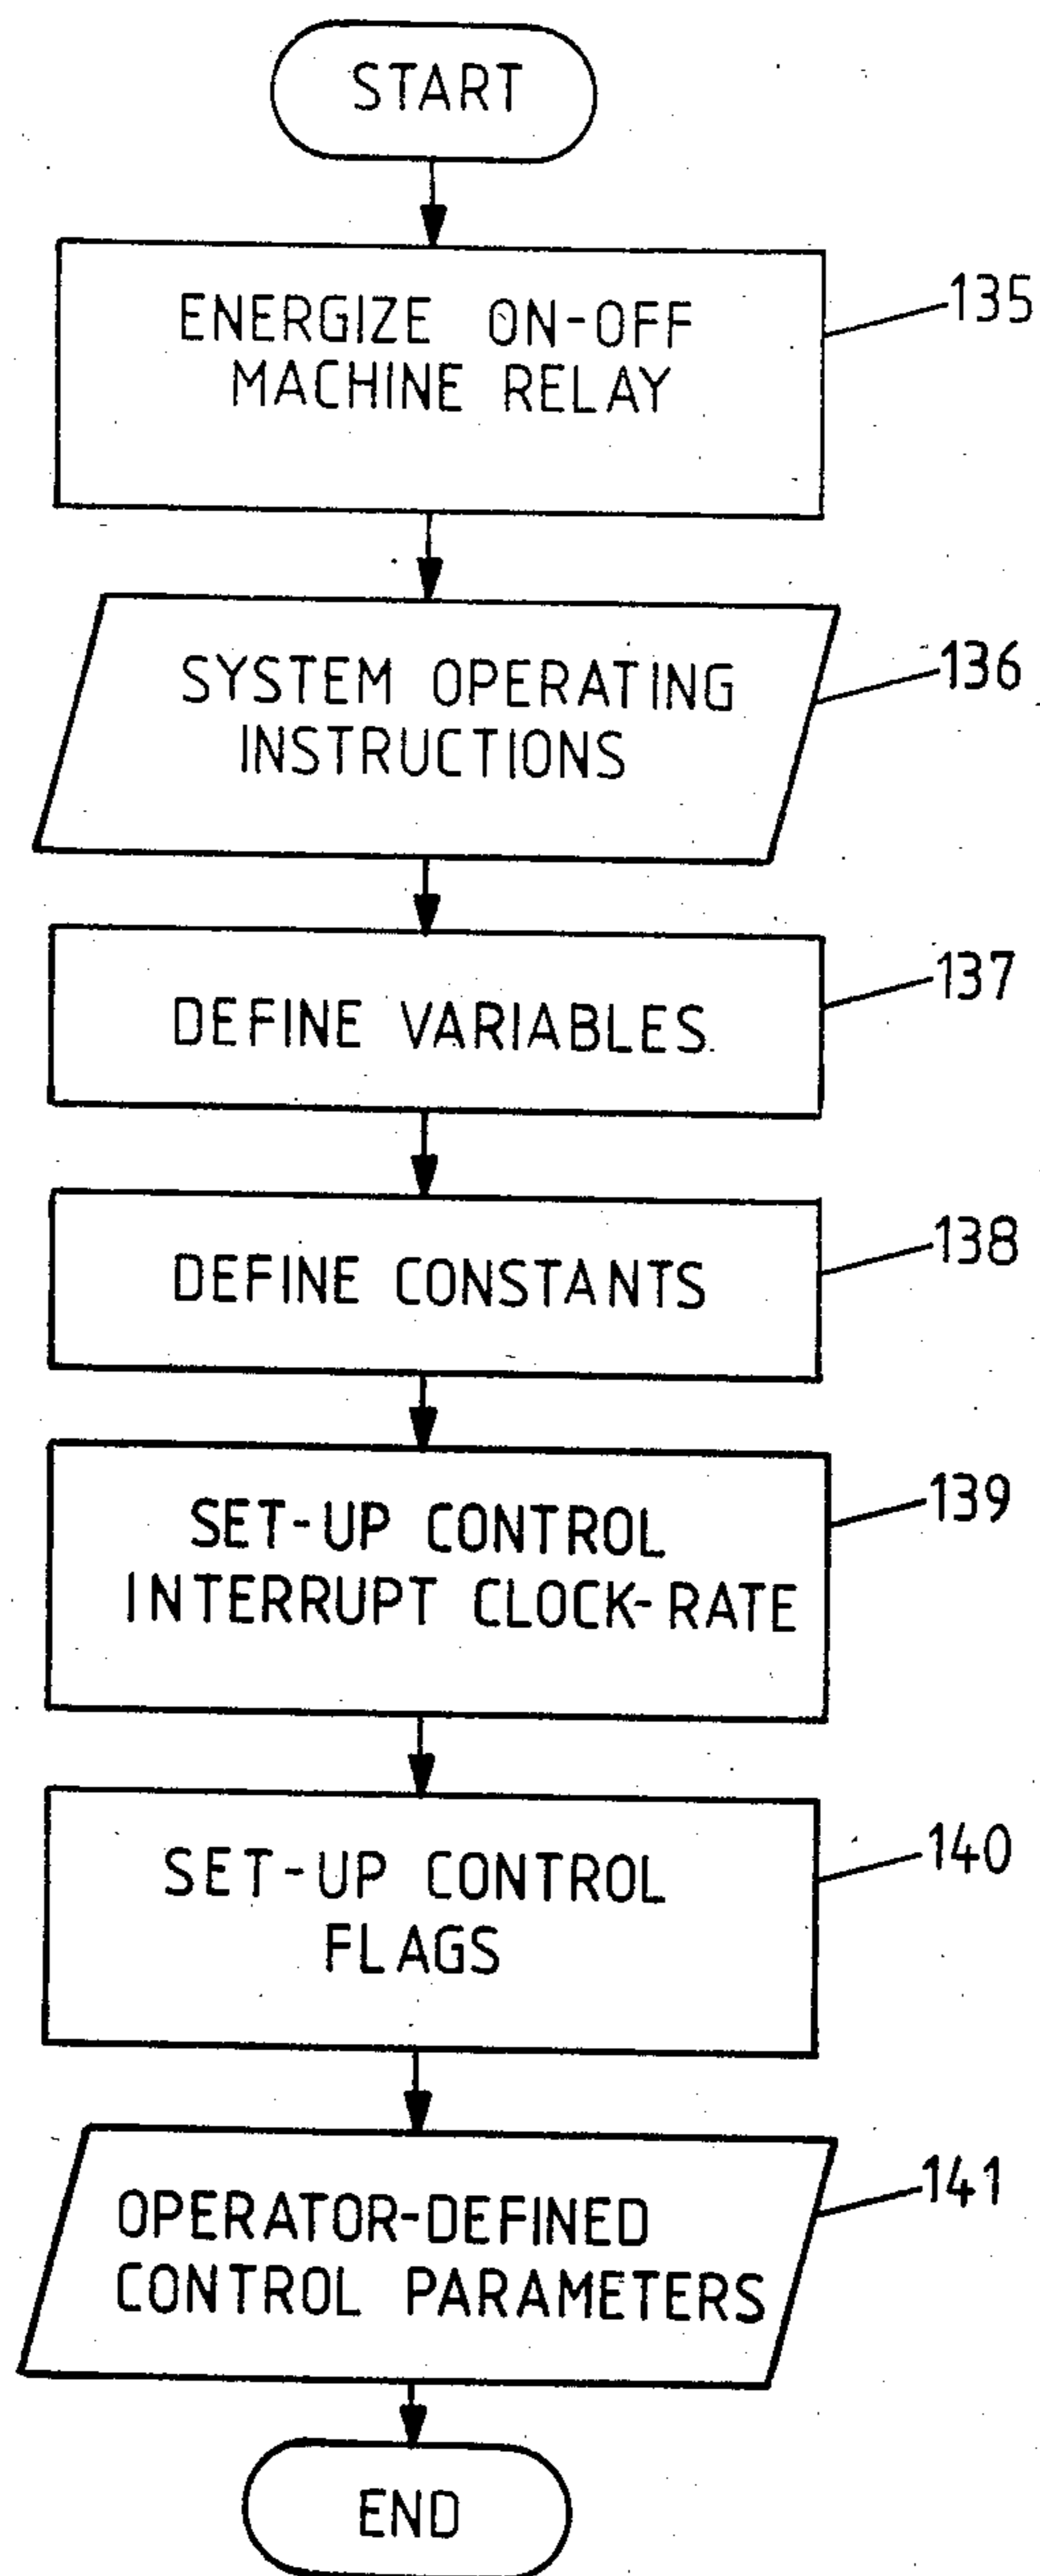 START
ENERGIZE ON-OFF
MACHINE RELAY
135
SYSTEM OPERATING
INSTRUCTIONS
136
DEFINE VARIABLES
137
DEFINE CONSTANTS
138
SET-UP CONTROL
INTERRUPT CLOCK-RATE
139
SET-UP CONTROL
FLAGS
140
OPERATOR-DEFINED
CONTROL PARAMETERS
141
END